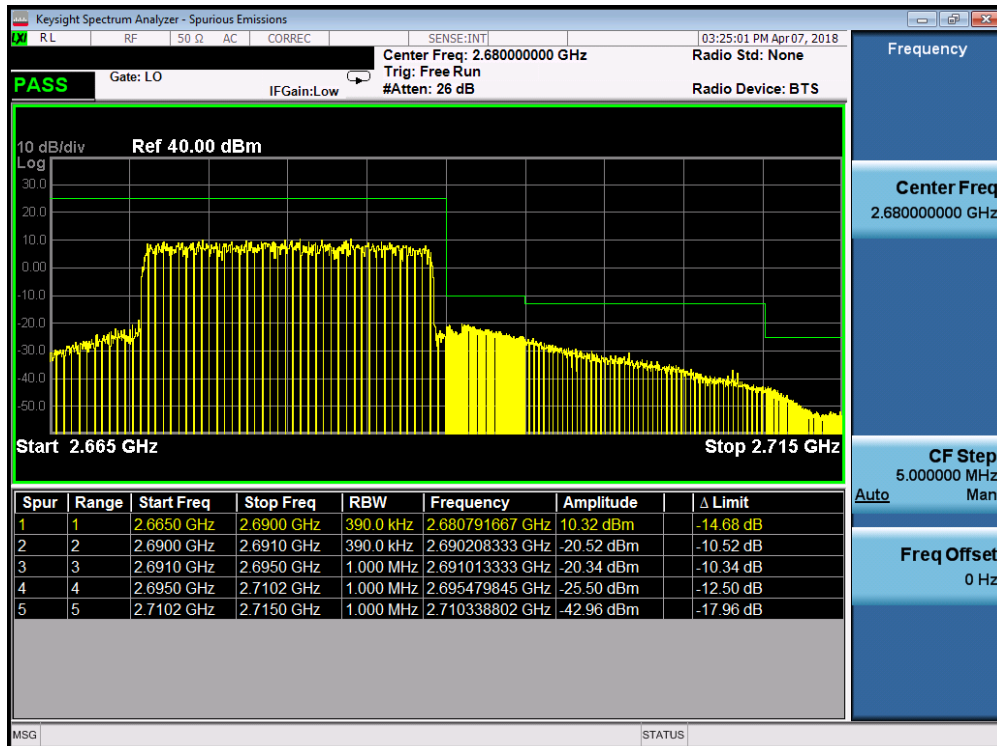 Keysight Spectrum Analyzer - Spurious Emissions
LXI RL RF 50 Ω AC CORREC SENSE:INT 03:25:01 PM Apr 07, 2018
Center Freq: 2.680000000 GHz Radio Std: None
Trig: Free Run
PASS Gate: LO IFGain:Low #Atten: 26 dB Radio Device: BTS
10 dB/div Ref 40.00 dBm
Log
30.0
20.0
10.0
0.00
-10.0
-20.0
-30.0
-40.0
-50.0
Start 2.665 GHz Stop 2.715 GHz
Spur Range Start Freq Stop Freq RBW Frequency Amplitude Δ Limit
1 1 2.6650 GHz 2.6900 GHz 390.0 kHz 2.680791667 GHz 10.32 dBm -14.68 dB
2 2 2.6900 GHz 2.6910 GHz 390.0 kHz 2.690208333 GHz -20.52 dBm -10.52 dB
3 3 2.6910 GHz 2.6950 GHz 1.000 MHz 2.691013333 GHz -20.34 dBm -10.34 dB
4 4 2.6950 GHz 2.7102 GHz 1.000 MHz 2.695479845 GHz -25.50 dBm -12.50 dB
5 5 2.7102 GHz 2.7150 GHz 1.000 MHz 2.710338802 GHz -42.96 dBm -17.96 dB
MSG STATUS
Frequency
Center Freq
2.680000000 GHz
CF Step
5.000000 MHz
Auto Man
Freq Offset
0 Hz